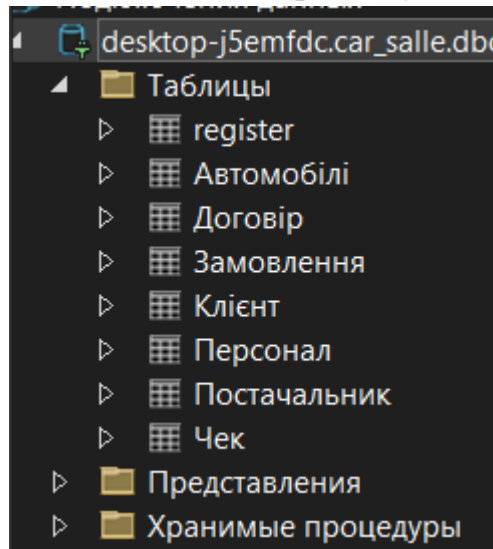 desktop-j5emfdc.car_salle.dbo
Таблицы
register
Автомобілі
Договір
Замовлення
Клієнт
Персонал
Постачальник
Чек
Представления
Хранимые процедуры